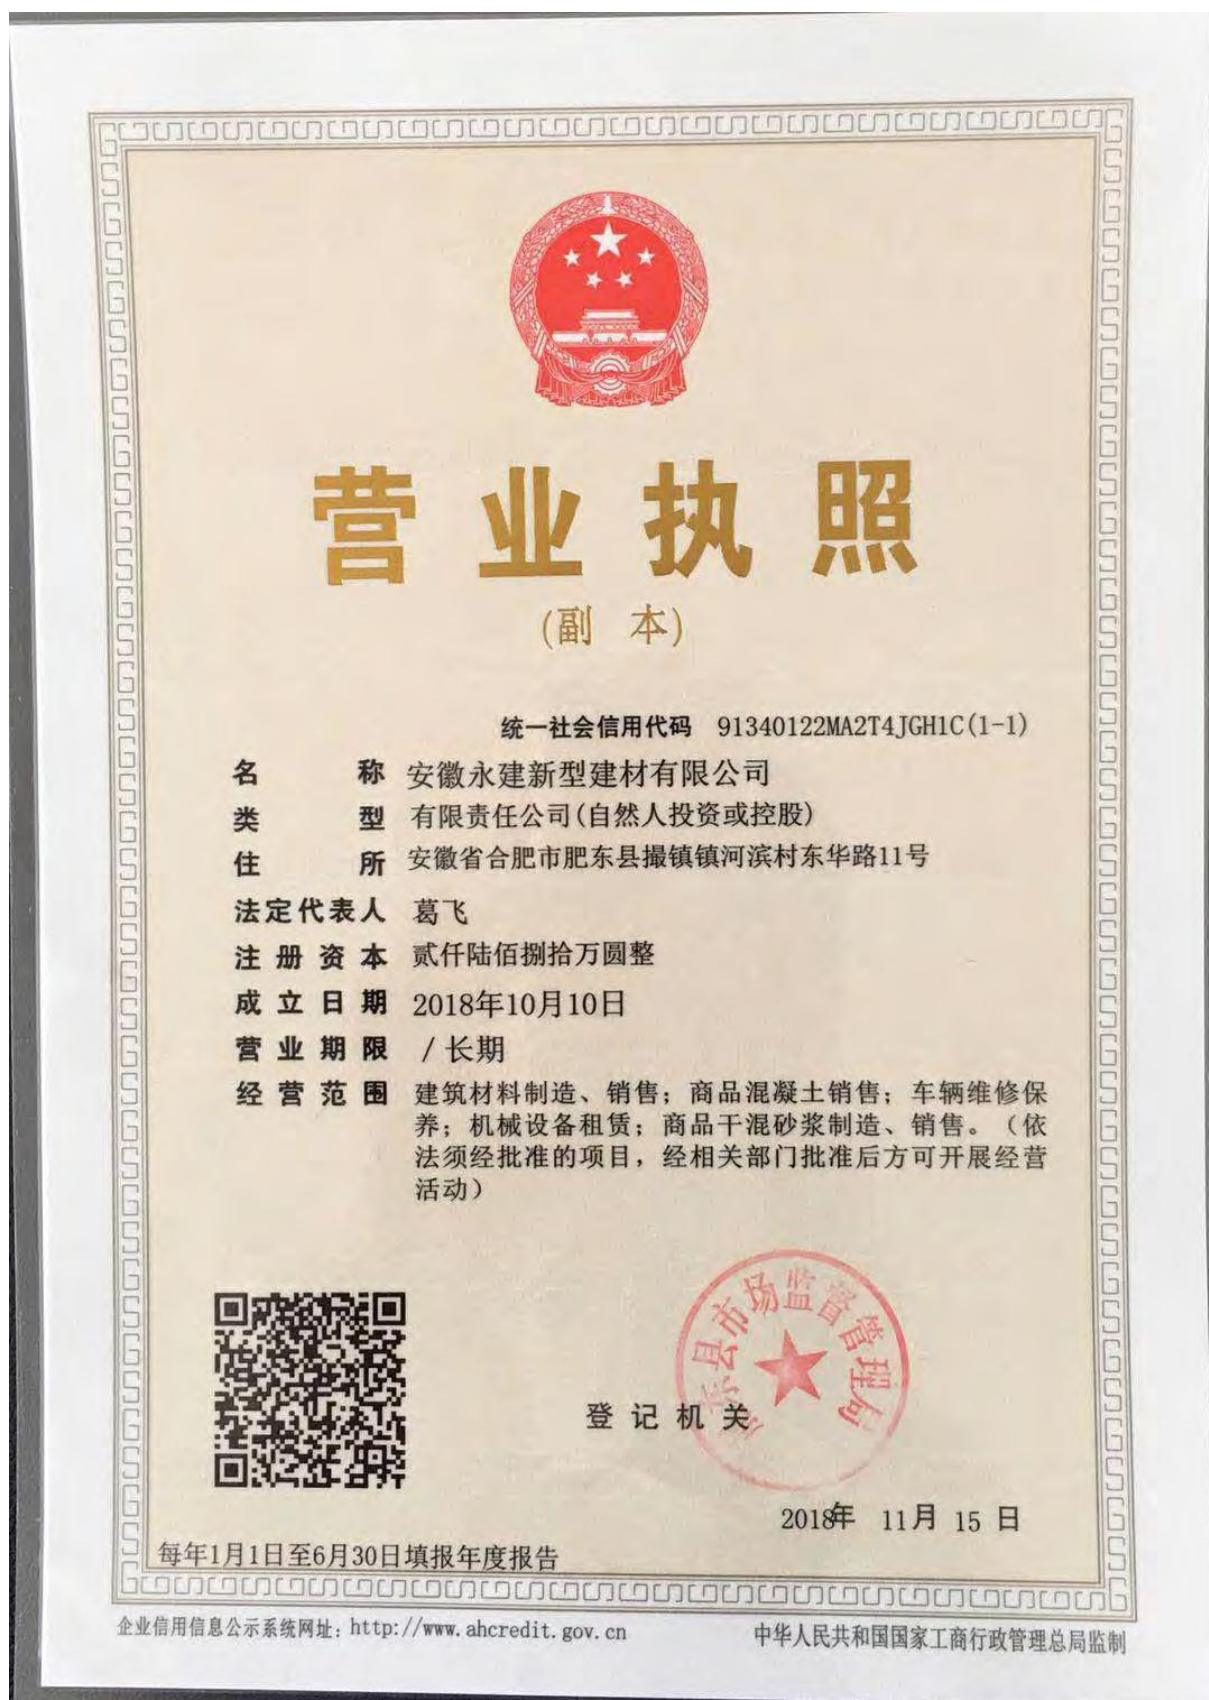 营业执照
(副 本)
统一社会信用代码 91340122MA2T4JGH1C(1-1)
名 称 安徽永建新型建材有限公司
类 型 有限责任公司(自然人投资或控股)
住 所 安徽省合肥市肥东县撮镇镇河滨村东华路11号
法定代表人 葛飞
注册资本 贰仟陆佰捌拾万圆整
成立日期 2018年10月10日
营业期限 /长期
经营范围 建筑材料制造、销售；商品混凝土销售；车辆维修保
养；机械设备租赁；商品干混砂浆制造、销售。（依
法须经批准的项目，经相关部门批准后方可开展经营
活动）
东县市场监督管理局
登记机关
2018年 11月 15 日
每年1月1日至6月30日填报年度报告
企业信用信息公示系统网址：http://www.ahcredit.gov.cn
中华人民共和国国家工商行政管理总局监制